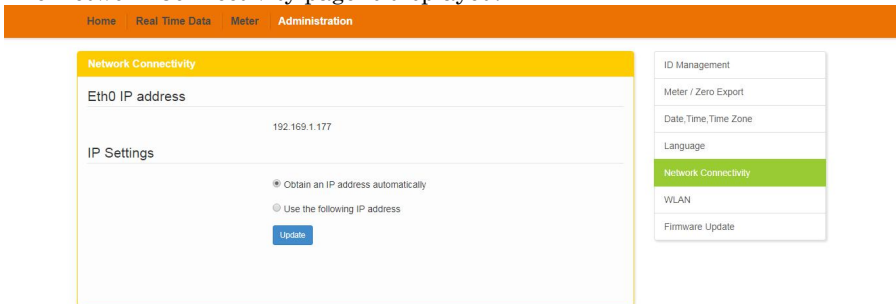 Home Real Time Data Meter Administration
Network Connectivity
Eth0 IP address
192.169.1.177
IP Settings
Obtain an IP address automatically
Use the following IP address
Update
ID Management
Meter / Zero Export
Date,Time,Time Zone
Language
Network Connectivity
WLAN
Firmware Update